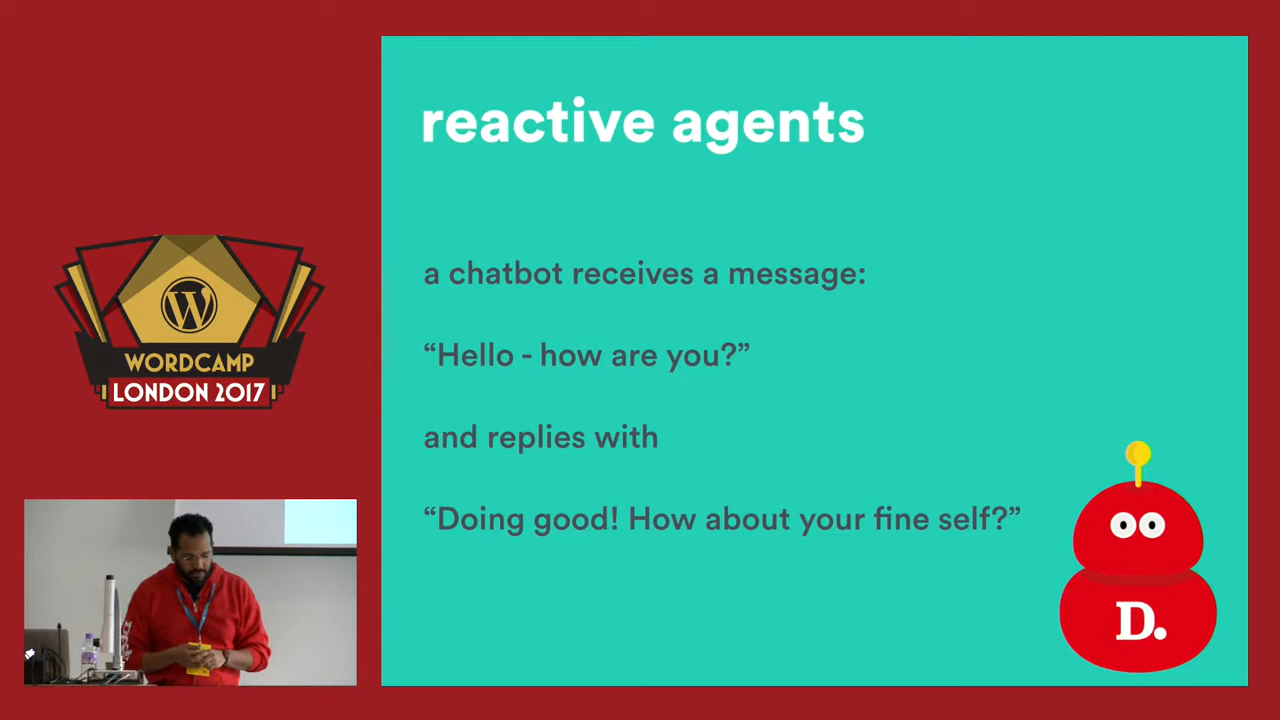 reactive agents
a chatbot receives a message:
“Hello - how are you?”
and replies with
“Doing good! How about your fine self?”
D.
W
WORDCAMP
LONDON 2017